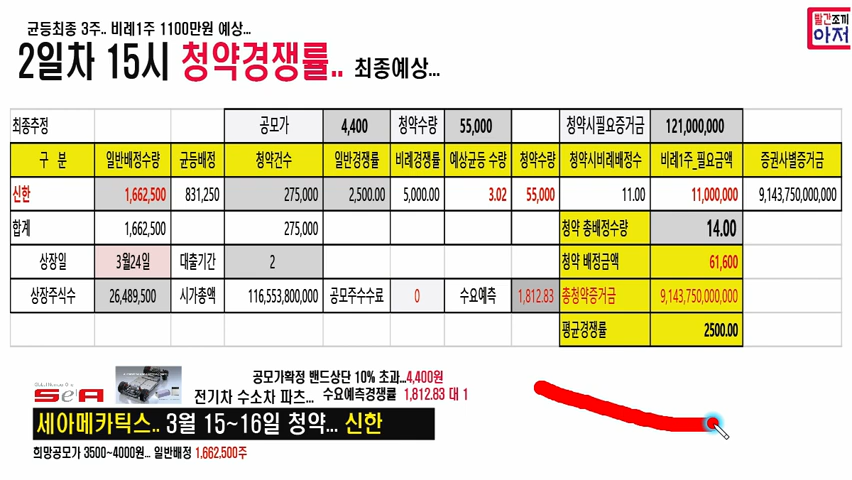 균등최종 3주.. 비례1주 1100만원 예상...
발간조끼
아저
2일차 15시 청약경쟁률.. 최종예상...
최종추정 공모가 4,400 청약수량 55,000 청약시필요증거금 121,000,000
구 분 일반배정수량 균등배정 청약건수 일반경쟁률 비례경쟁률 예상균등 수량 청약수량 청약시비례배정수 비례1주_필요금액 증권사별증거금
신한 1,662,500 831,250 275,000 2,500.00 5,000.00 3.02 55,000 11.00 11,000,000 9,143,750,000,000
합계 1,662,500 275,000 청약 총배정수량 14.00
상장일 3월24일 대출기간 2 청약 배정금액 61,600
상장주식수 26,489,500 시가총액 116,553,800,000 공모주수수료 0 수요예측 1,812.83 총청약증거금 9,143,750,000,000
평균경쟁률 2500.00
공모가확정 밴드상단 10% 초과...4,400원
SeA
전기차 수소차 파츠... 수요예측경쟁률 1,812.83 대 1
세아메카닉스.. 3월 15~16일 청약... 신한
희망공모가 3500~4000원... 일반배정 1,662,500주